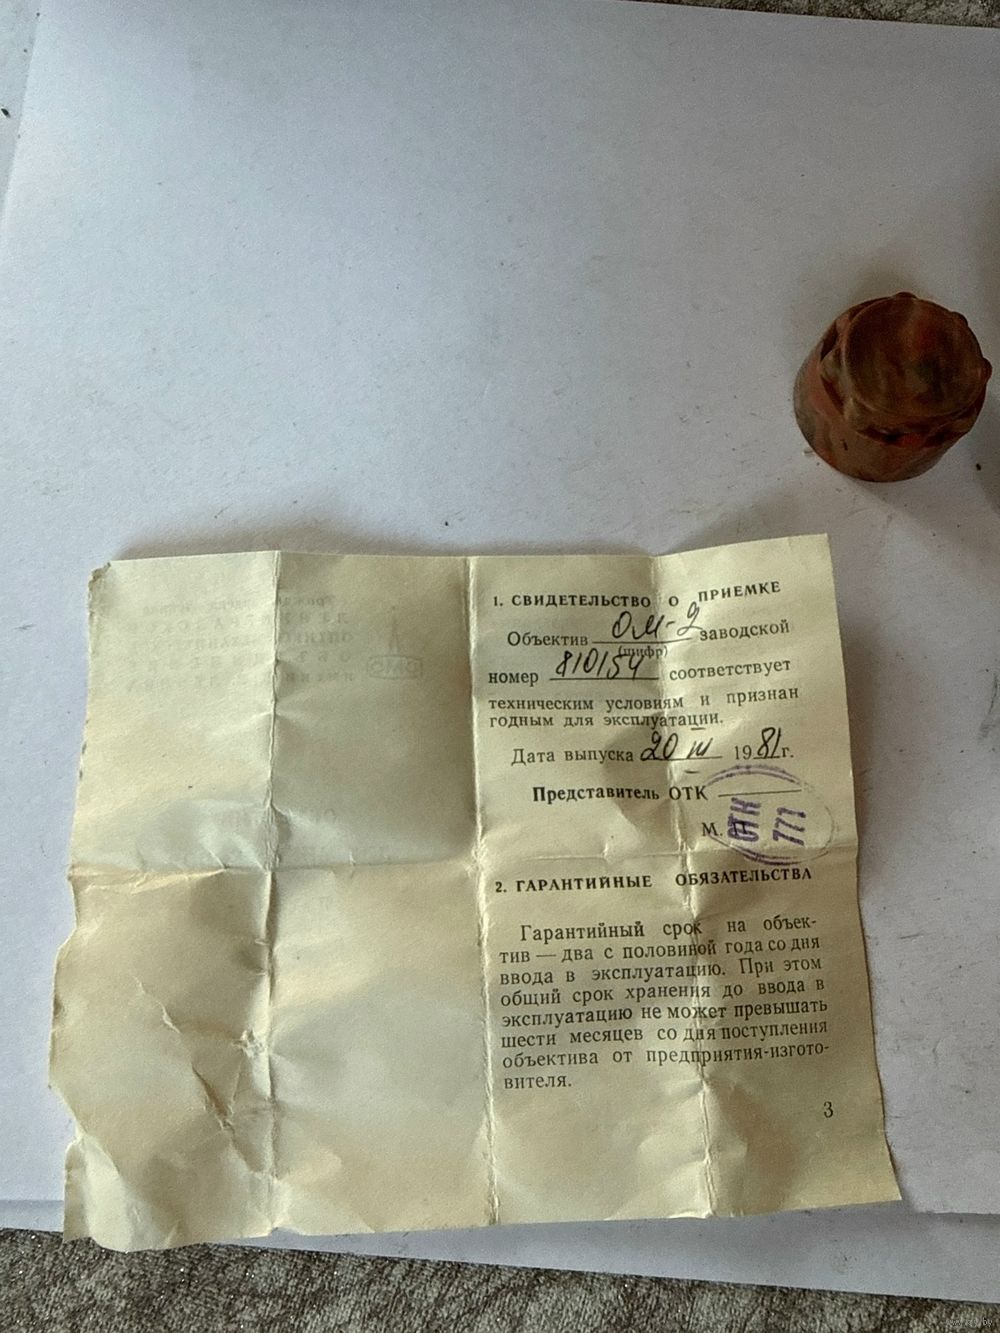 1. СВИДЕТЕЛЬСТВО О ПРИЕМКЕ
Объектив ОМ-2 заводской
(шифр)
номер 810154 соответствует
техническим условиям и признан
годным для эксплуатации.
Дата выпуска 20 III 1981г.
Представитель ОТК
М. П.
ОТК
777
2. ГАРАНТИЙНЫЕ ОБЯЗАТЕЛЬСТВА
Гарантийный срок на объек-
тив — два с половиной года со дня
ввода в эксплуатацию. При этом
общий срок хранения до ввода в
эксплуатацию не может превышать
шести месяцев со дня поступления
объектива от предприятия-изгото-
вителя.
3